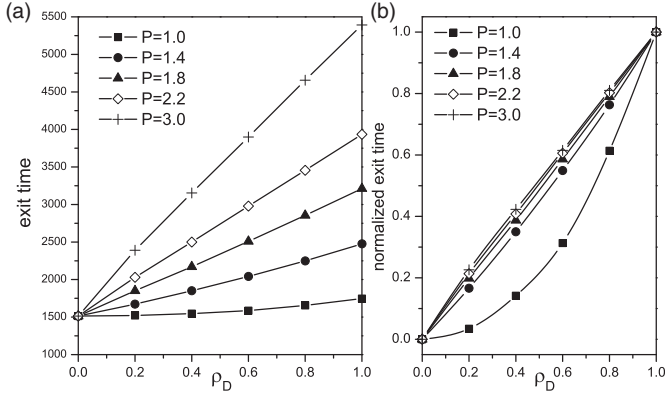 (a)
5500
5000
4500
4000
3500
3000
2500
2000
1500
1000
exit time
P=1.0
P=1.4
P=1.8
P=2.2
P=3.0
0.0 0.2 0.4 0.6 0.8 1.0
ρD
(b)
1.0
0.8
0.6
0.4
0.2
0.0
normalized exit time
P=1.0
P=1.4
P=1.8
P=2.2
P=3.0
0.0 0.2 0.4 0.6 0.8 1.0
ρD